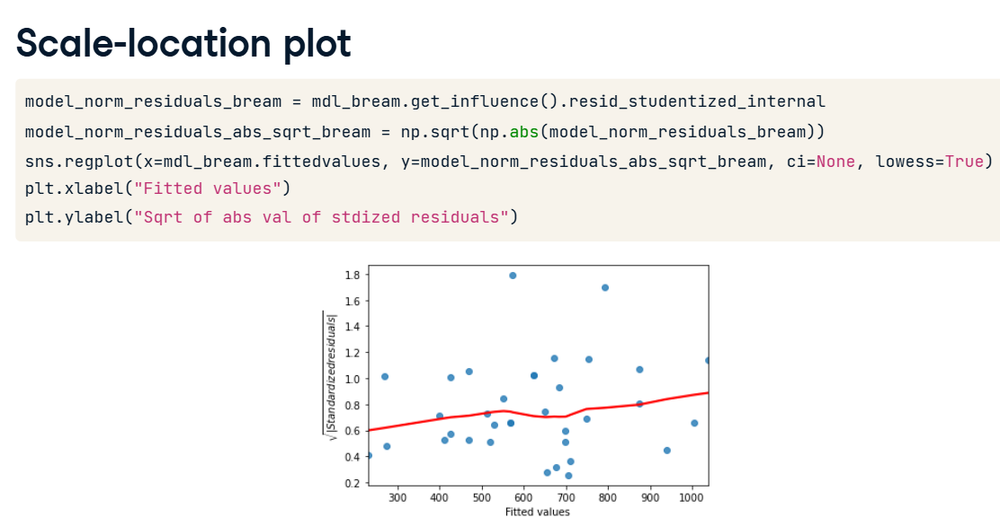 Scale-location plot
model_norm_residuals_bream = mdl_bream.get_influence().resid_studentized_internal
model_norm_residuals_abs_sqrt_bream = np.sqrt(np.abs(model_norm_residuals_bream))
sns.regplot(x=mdl_bream.fittedvalues, y=model_norm_residuals_abs_sqrt_bream, ci=None, lowess=True)
plt.xlabel("Fitted values")
plt.ylabel("Sqrt of abs val of stdized residuals")
√|Standardizedresiduals|
1.8
1.6
1.4
1.2
1.0
0.8
0.6
0.4
0.2
300 400 500 600 700 800 900 1000
Fitted values